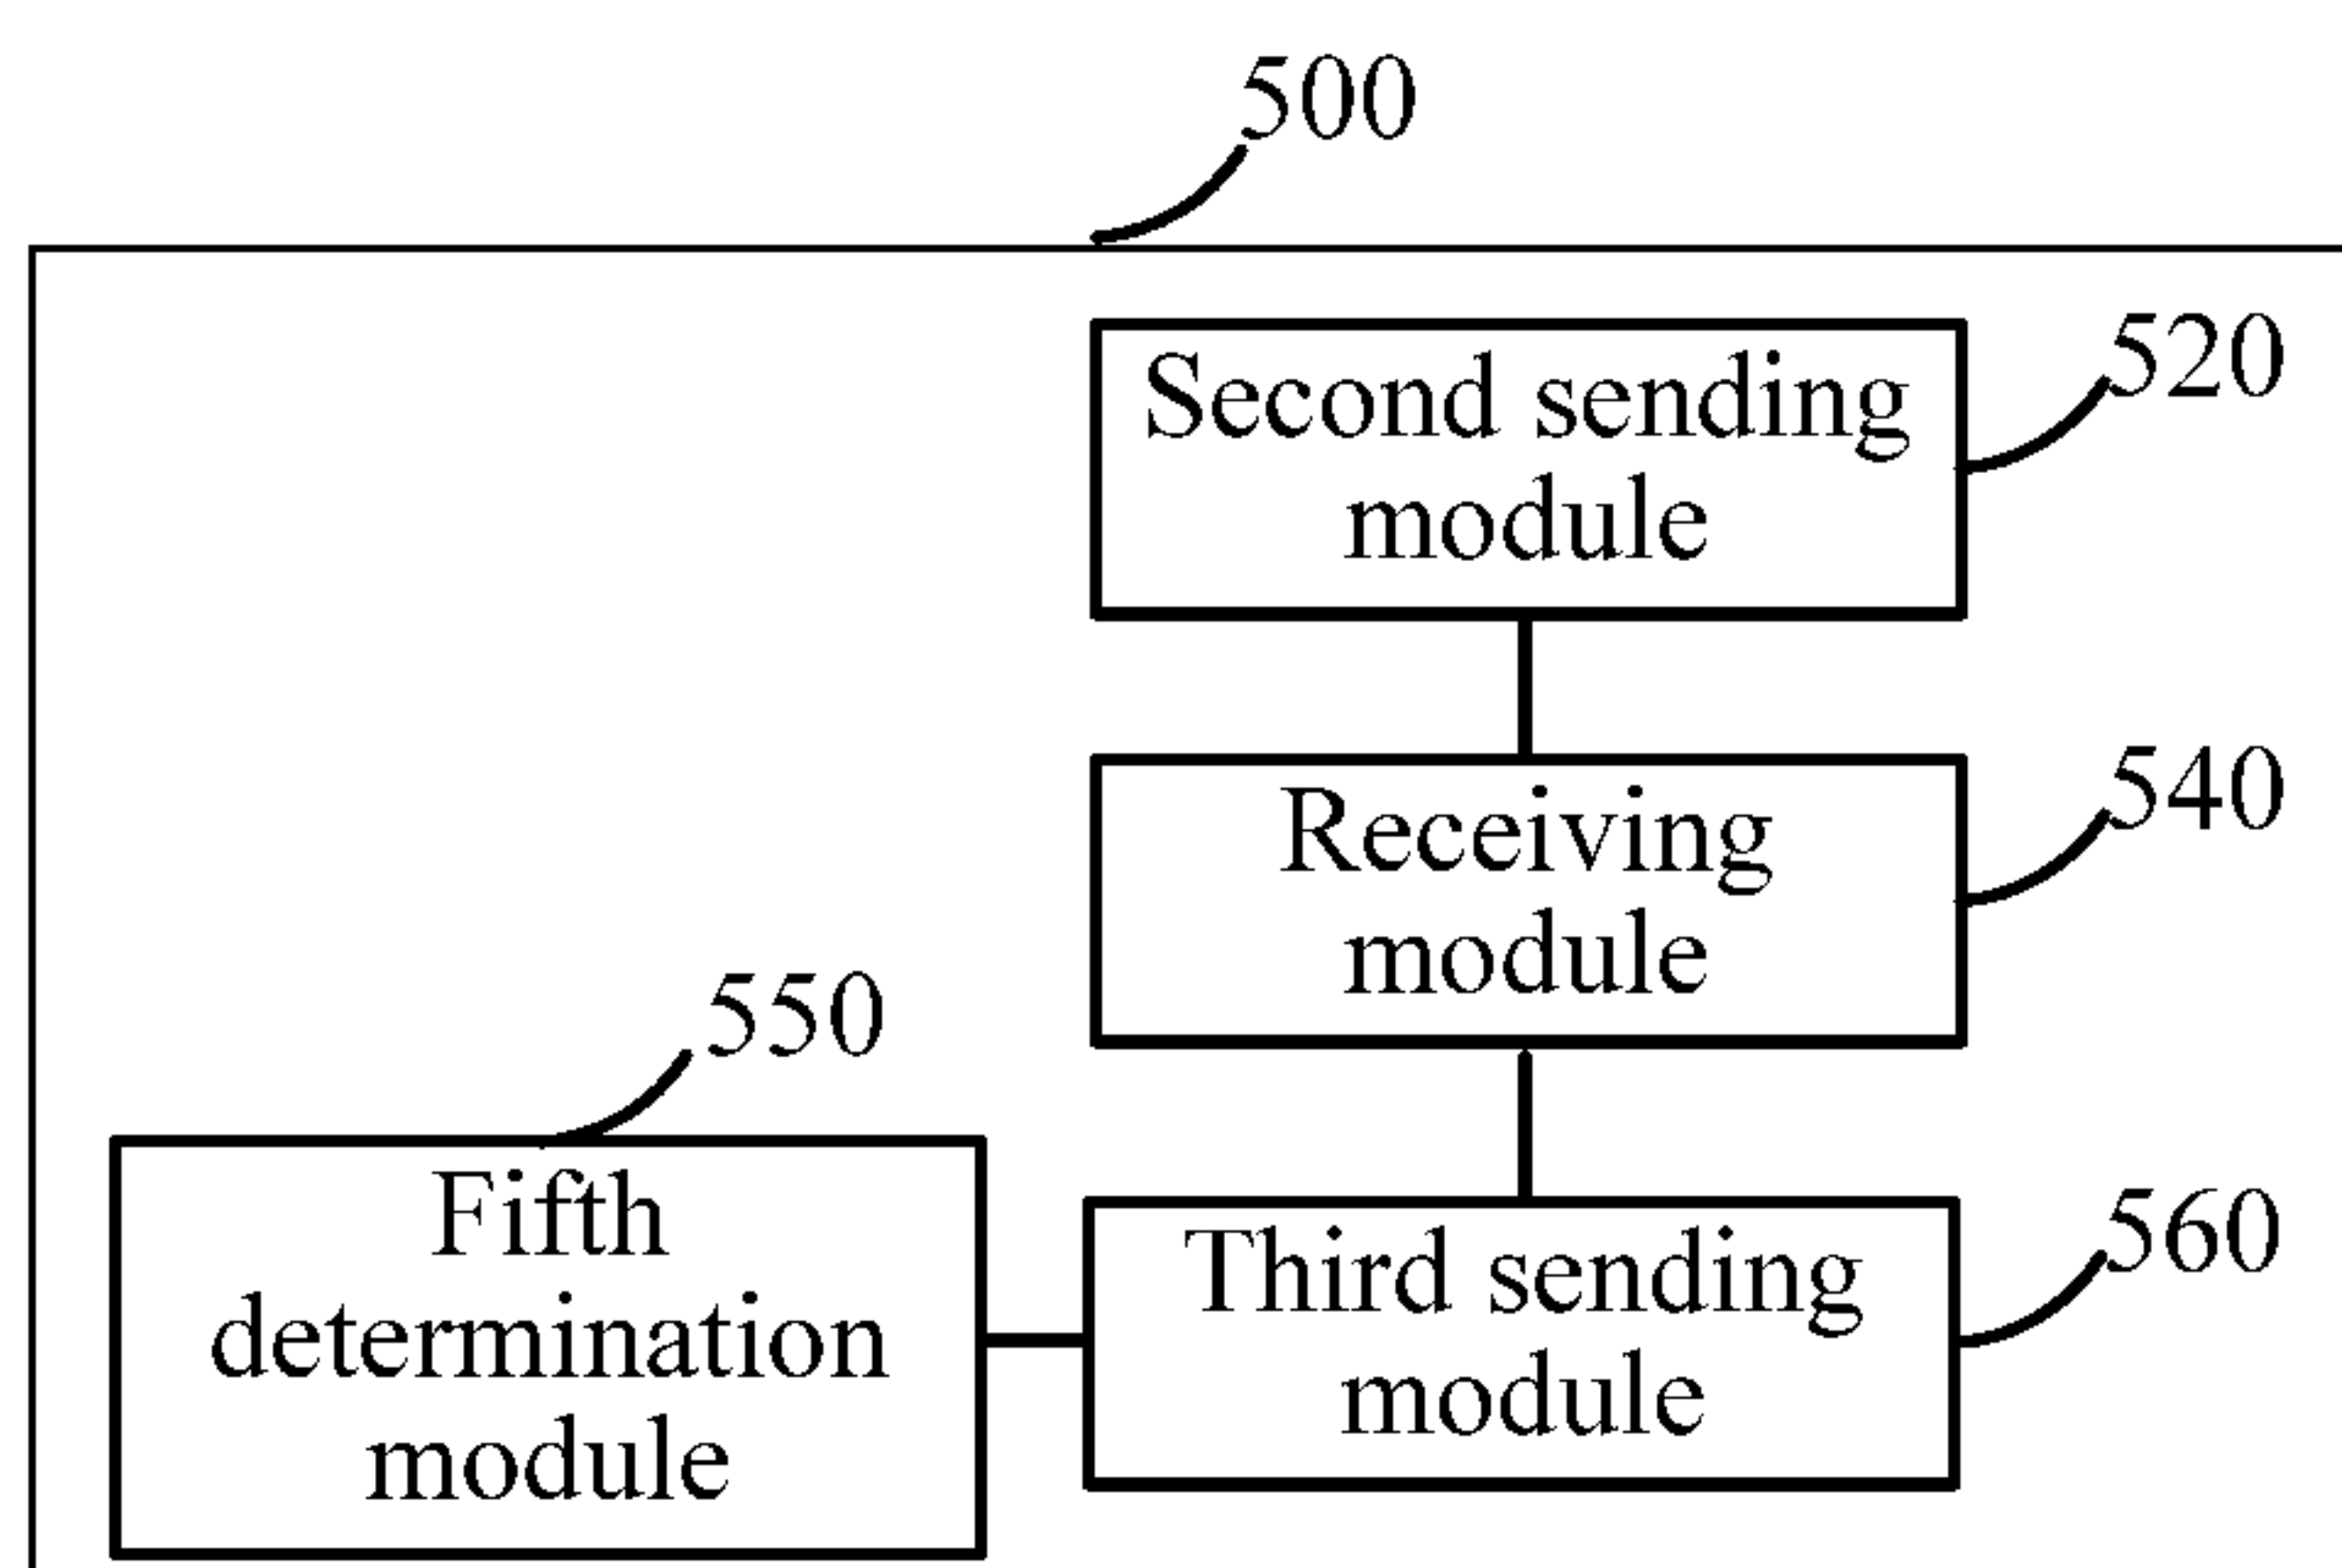 500
Second sending
module
520
Receiving
module
540
550
Fifth
determination
module
Third sending
module
560